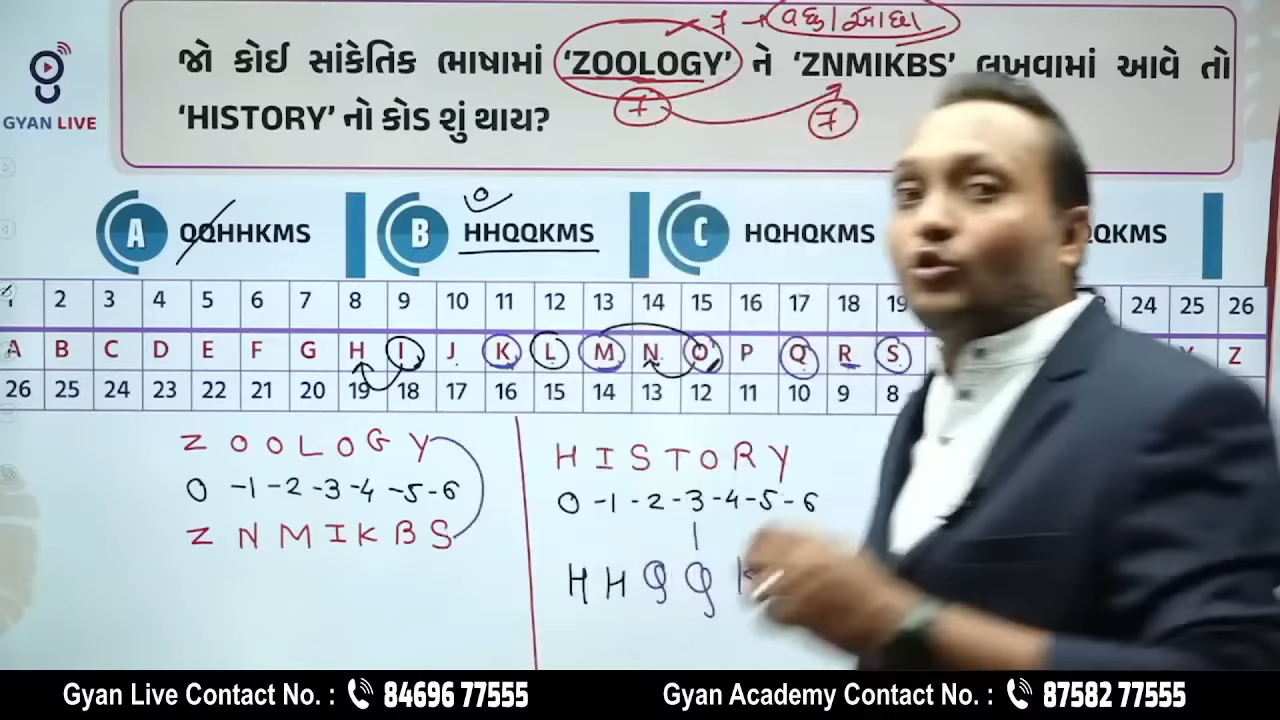 7 → વધુ/ઓછા
જો કોઈ સાંકેતિક ભાષામાં 'ZOOLOGY' ને 'ZNMIKBS' લખવામાં આવે તો
7
7
'HISTORY' નો કોડ શું થાય?
GYAN LIVE
A QQHHKMS B HHQQKMS C HQHQKMS QKMS
1 2 3 4 5 6 7 8 9 10 11 12 13 14 15 16 17 18 19 24 25 26
A B C D E F G H I J K L M N O P Q R S Y Z
26 25 24 23 22 21 20 19 18 17 16 15 14 13 12 11 10 9 8
Z O O L O G Y
0 -1 -2 -3 -4 -5 -6
Z N M I K B S
H I S T O R Y
0 -1 -2 -3 -4 -5 -6
H H Q Q K
Gyan Live Contact No. : 84696 77555 Gyan Academy Contact No. : 87582 77555